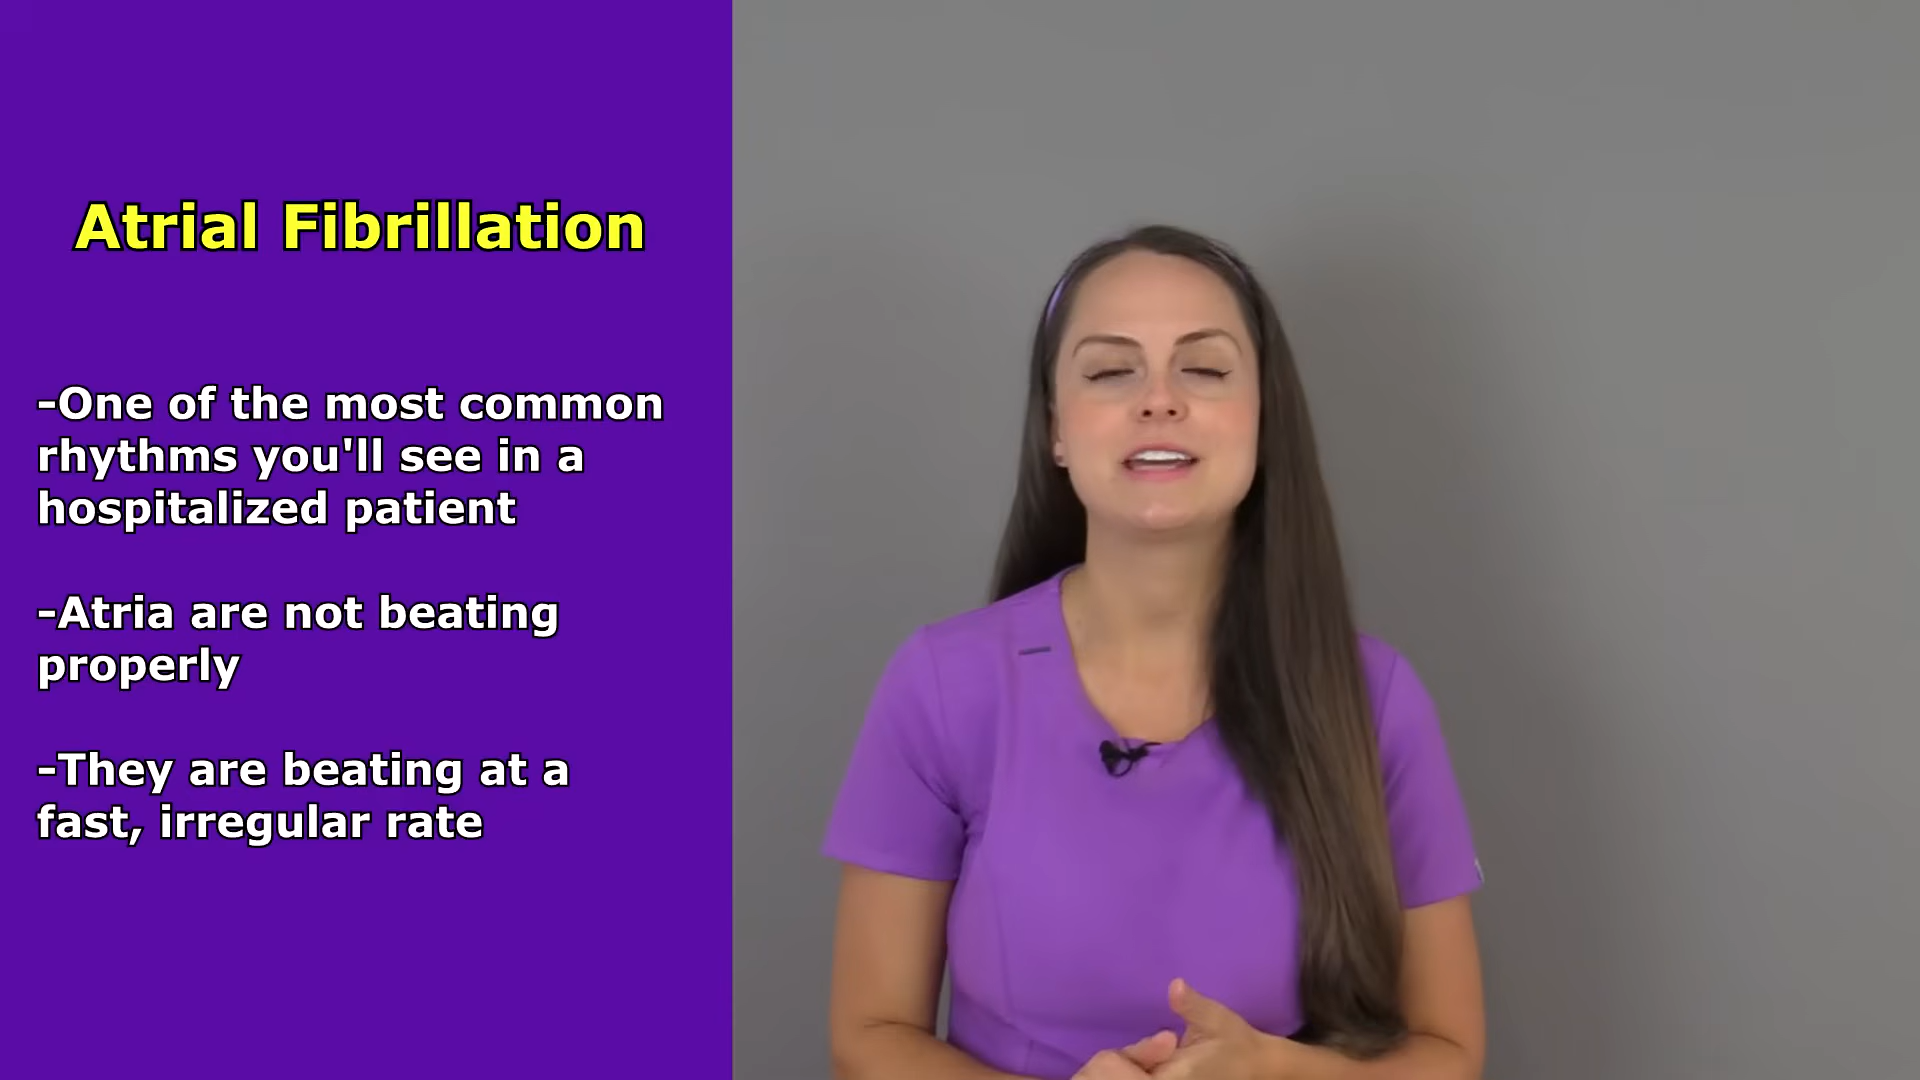 Atrial Fibrillation
-One of the most common
rhythms you'll see in a
hospitalized patient
-Atria are not beating
properly
-They are beating at a
fast, irregular rate